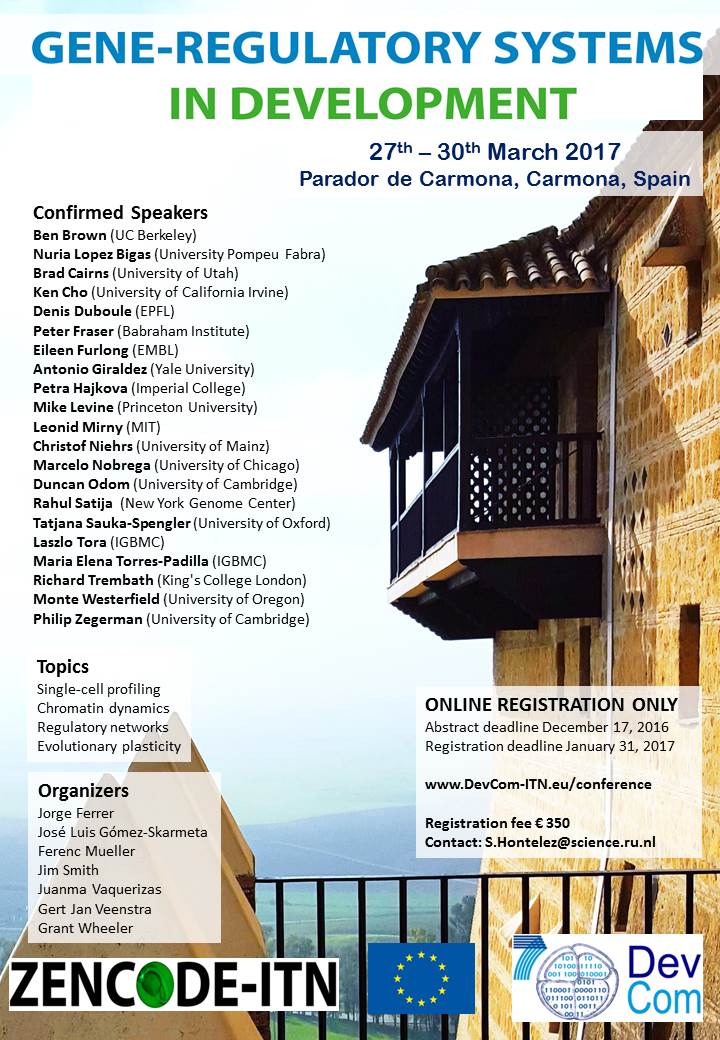 GENE-REGULATORY SYSTEMS
IN DEVELOPMENT
27th – 30th March 2017
Parador de Carmona, Carmona, Spain
Confirmed Speakers
Ben Brown (UC Berkeley)
Nuria Lopez Bigas (University Pompeu Fabra)
Brad Cairns (University of Utah)
Ken Cho (University of California Irvine)
Denis Duboule (EPFL)
Peter Fraser (Babraham Institute)
Eileen Furlong (EMBL)
Antonio Giraldez (Yale University)
Petra Hajkova (Imperial College)
Mike Levine (Princeton University)
Leonid Mirny (MIT)
Christof Niehrs (University of Mainz)
Marcelo Nobrega (University of Chicago)
Duncan Odom (University of Cambridge)
Rahul Satija (New York Genome Center)
Tatjana Sauka-Spengler (University of Oxford)
Laszlo Tora (IGBMC)
Maria Elena Torres-Padilla (IGBMC)
Richard Trembath (King's College London)
Monte Westerfield (University of Oregon)
Philip Zegerman (University of Cambridge)
Topics
Single-cell profiling
Chromatin dynamics
Regulatory networks
Evolutionary plasticity
ONLINE REGISTRATION ONLY
Abstract deadline December 17, 2016
Registration deadline January 31, 2017
www.DevCom-ITN.eu/conference
Registration fee € 350
Contact: S.Hontelez@science.ru.nl
Organizers
Jorge Ferrer
José Luis Gómez-Skarmeta
Ferenc Mueller
Jim Smith
Juanma Vaquerizas
Gert Jan Veenstra
Grant Wheeler
ZENCODE-ITN
Dev
Com